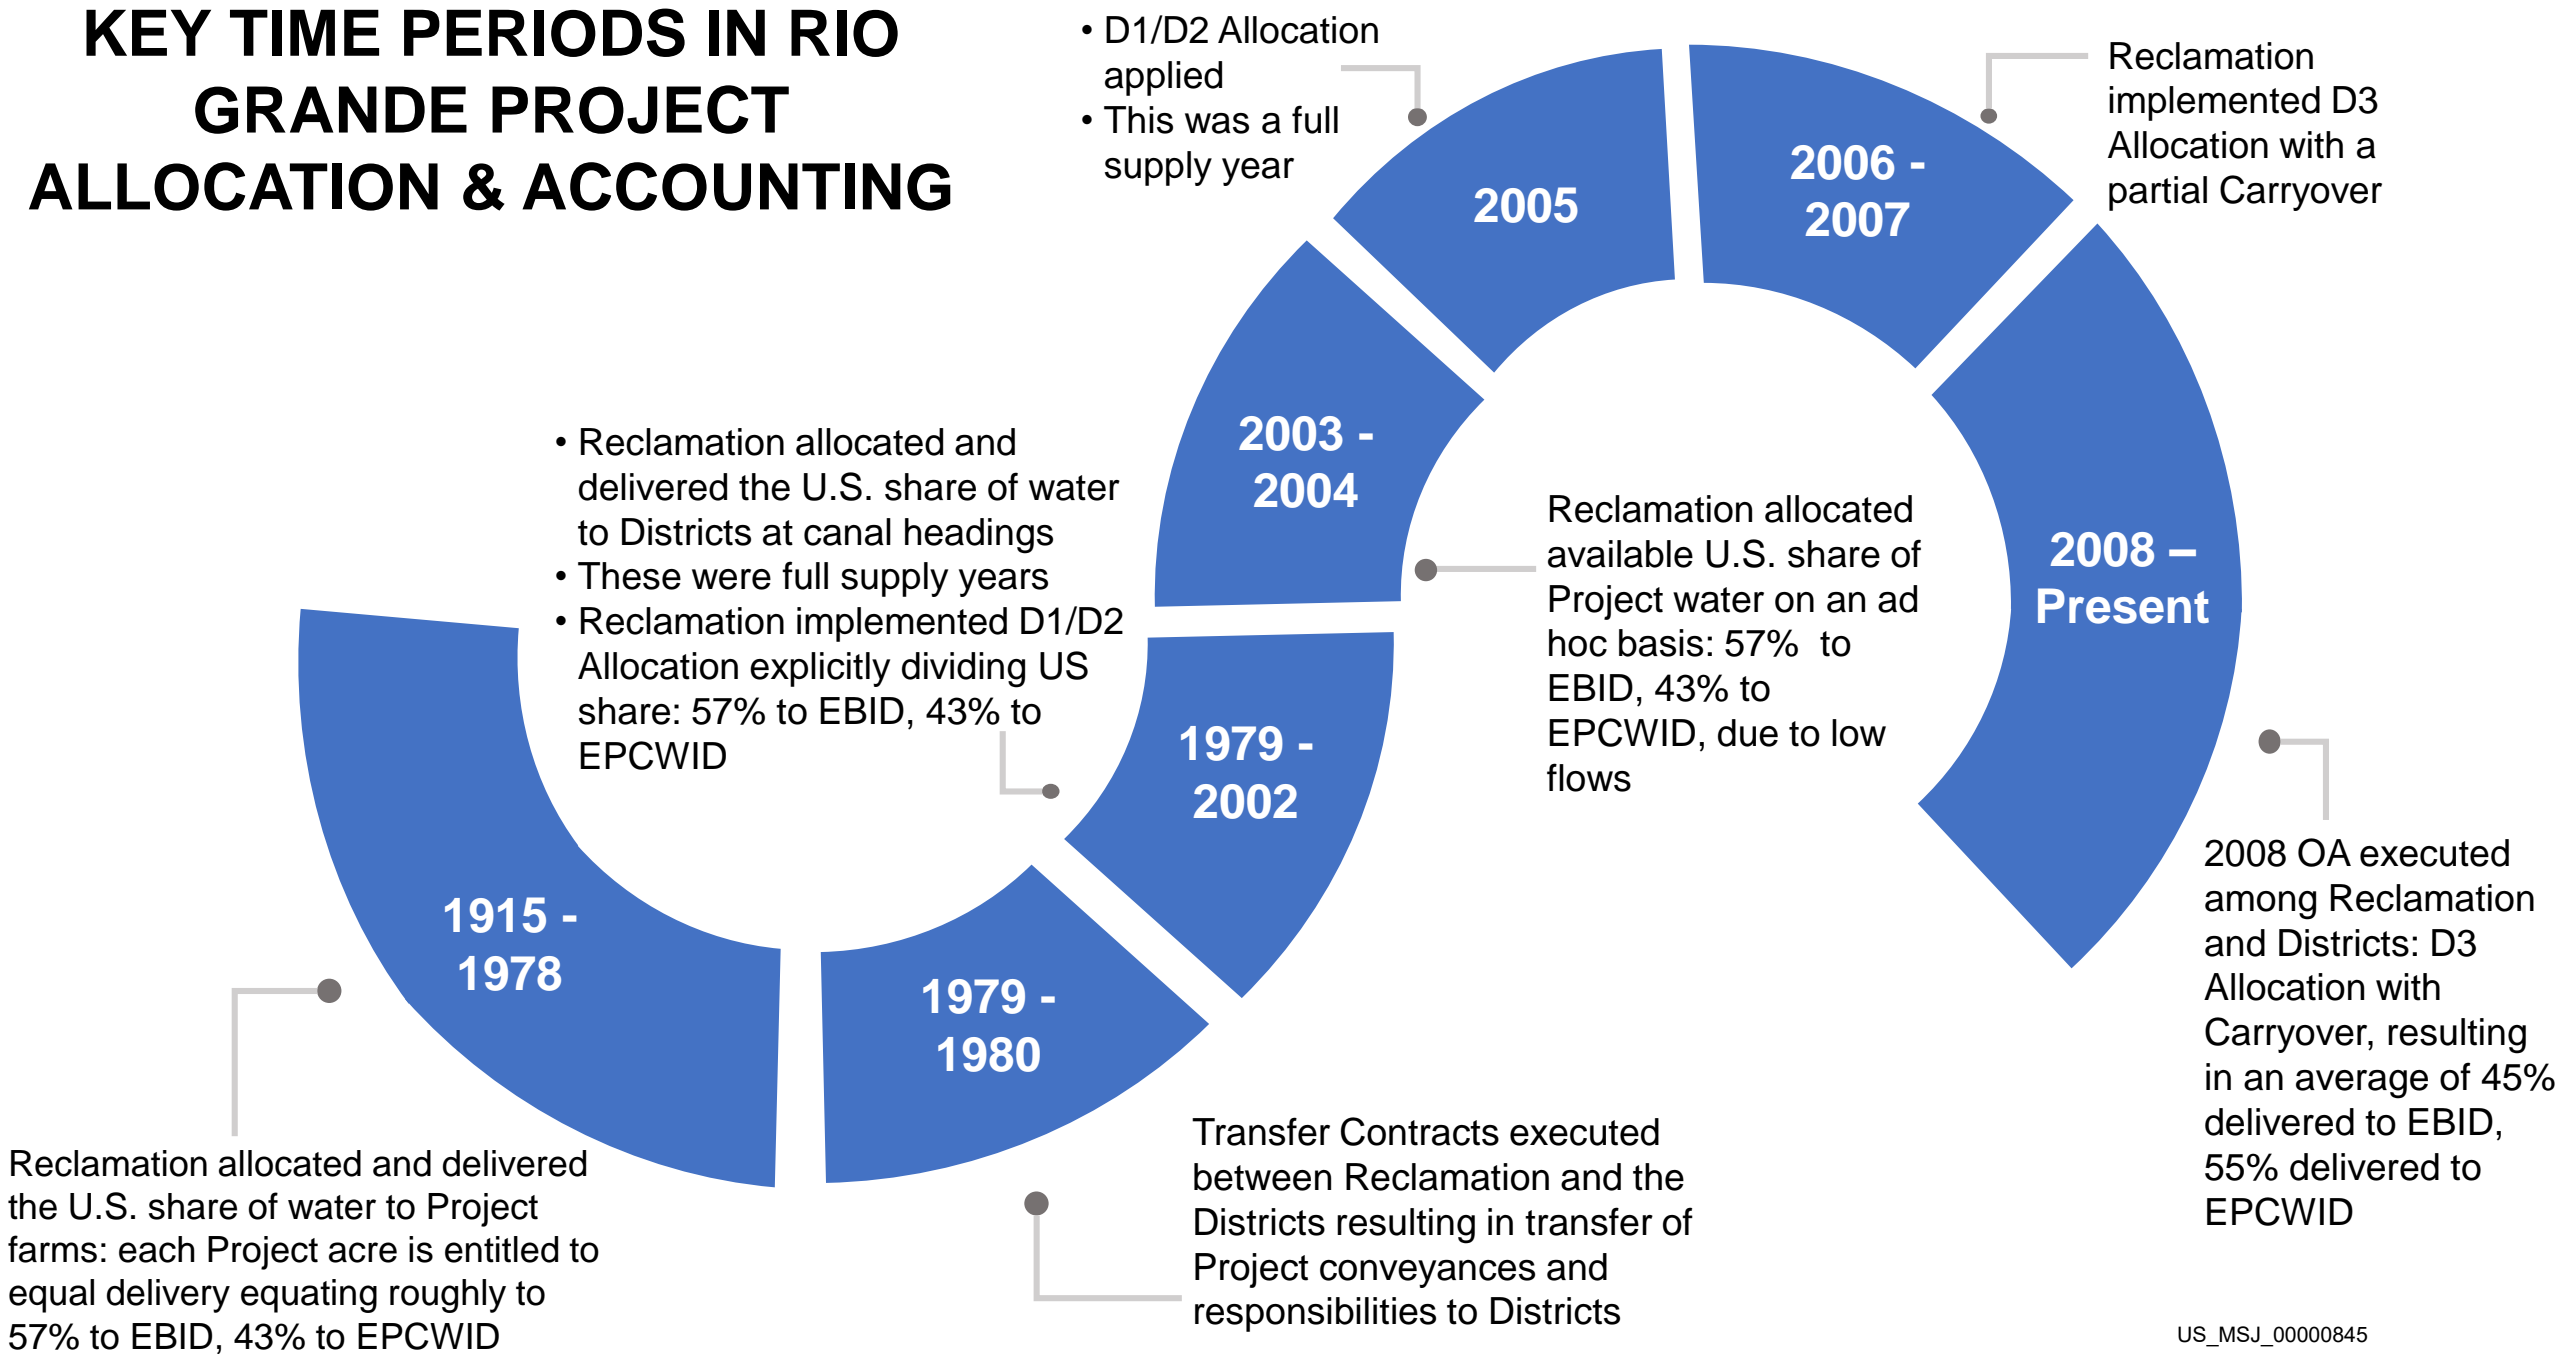 KEY TIME PERIODS IN RIO
GRANDE PROJECT
ALLOCATION & ACCOUNTING
1915 -
1978
Reclamation allocated and delivered
the U.S. share of water to Project
farms: each Project acre is entitled to
equal delivery equating roughly to
57% to EBID, 43% to EPCWID
1979 -
1980
Transfer Contracts executed
between Reclamation and the
Districts resulting in transfer of
Project conveyances and
responsibilities to Districts
1979 -
2002
• Reclamation allocated and
delivered the U.S. share of water
to Districts at canal headings
• These were full supply years
• Reclamation implemented D1/D2
Allocation explicitly dividing US
share: 57% to EBID, 43% to
EPCWID
2003 -
2004
Reclamation allocated
available U.S. share of
Project water on an ad
hoc basis: 57%  to
EBID, 43% to
EPCWID, due to low
flows
2005
• D1/D2 Allocation
applied
• This was a full
supply year
2006 -
2007
Reclamation
implemented D3
Allocation with a
partial Carryover
2008 –
Present
2008 OA executed
among Reclamation
and Districts: D3
Allocation with
Carryover, resulting
in an average of 45%
delivered to EBID,
55% delivered to
EPCWID
US_MSJ_00000845